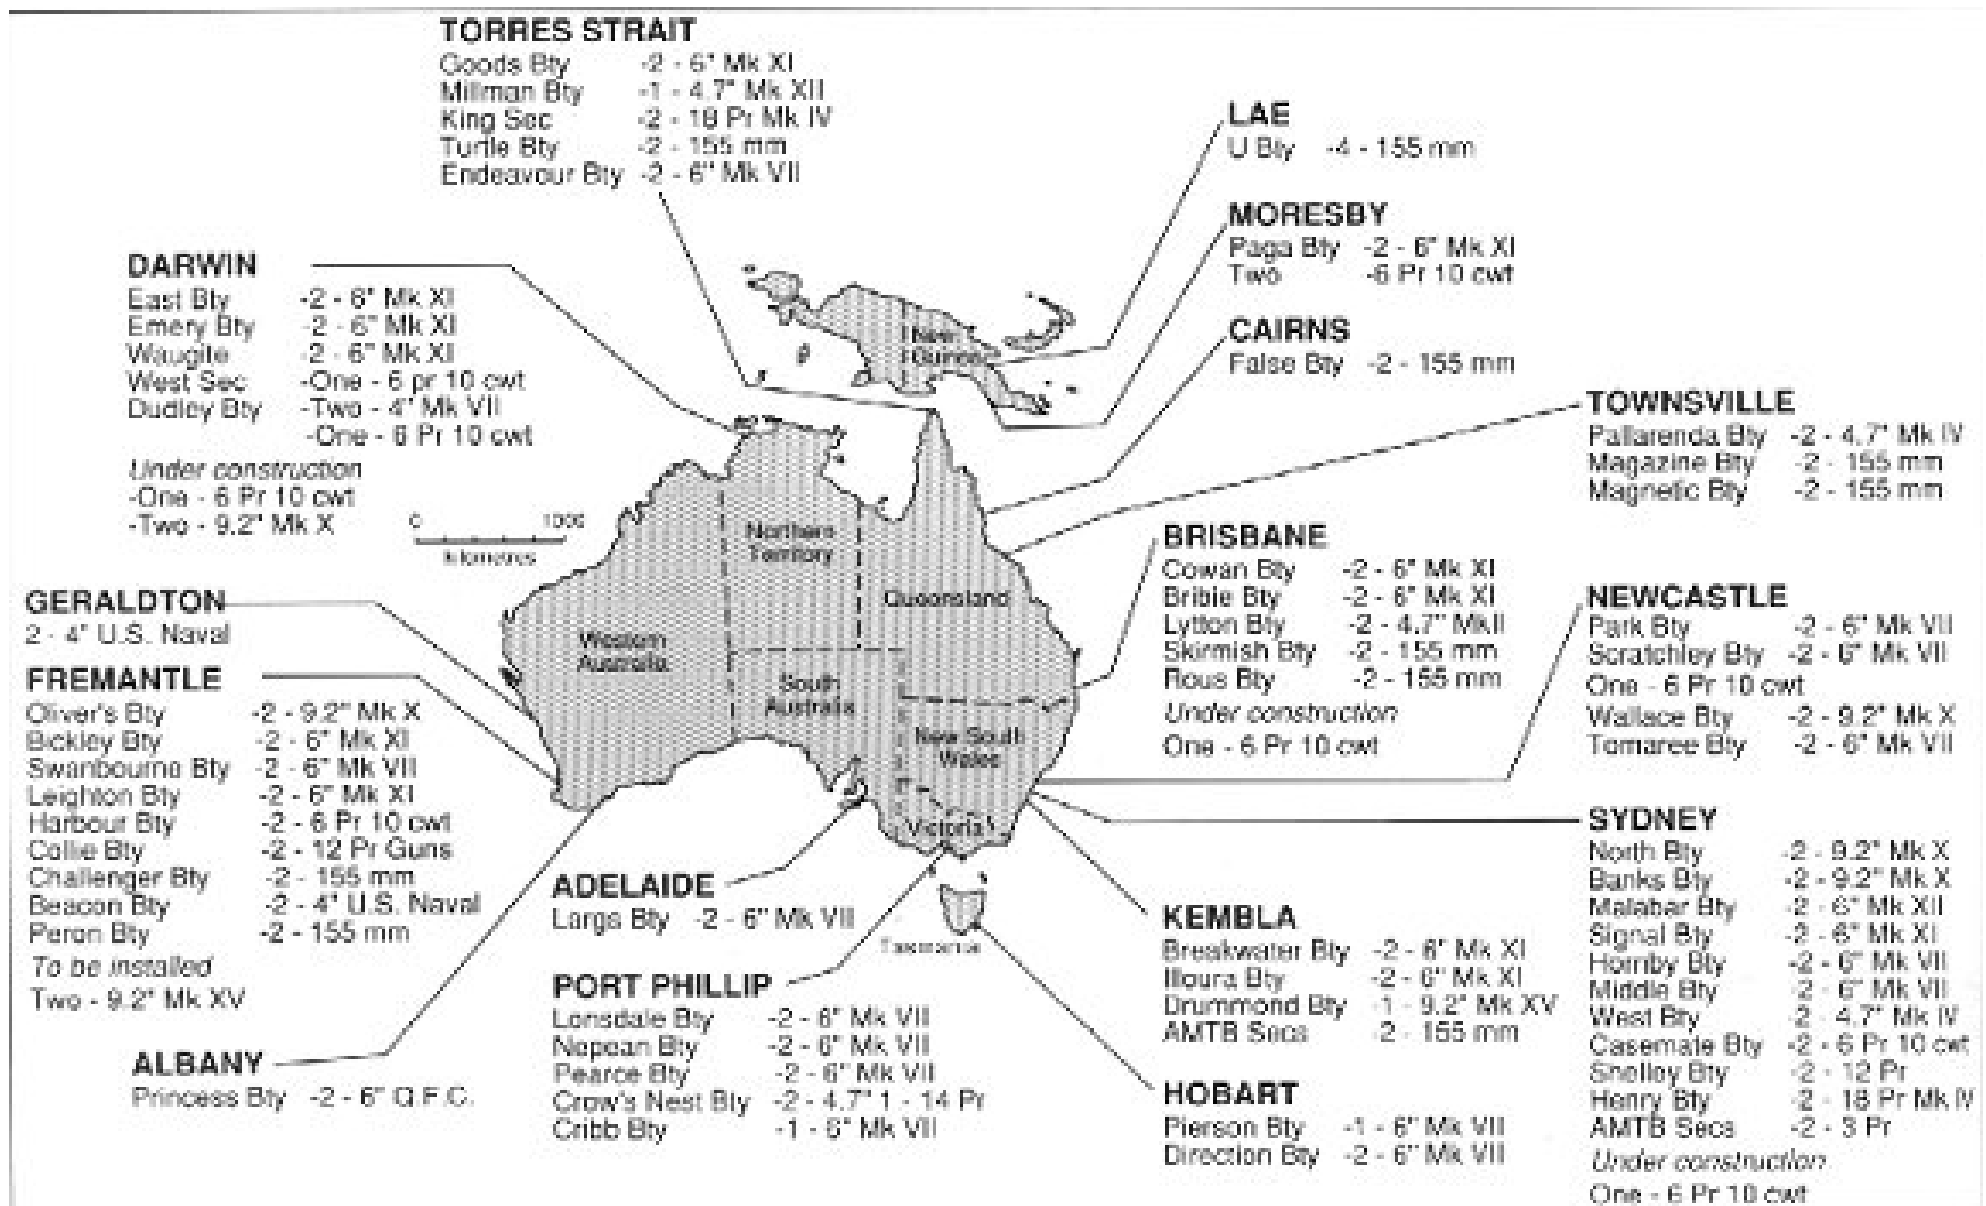 TORRES STRAIT
Goods Bty -2 - 6" Mk XI
Millman Bty -1 - 4.7" Mk XII
King Sec -2 - 18 Pr Mk IV
Turtle Bty -2 - 155 mm
Endeavour Bty -2 - 6" Mk VII
LAE
U Bty -4 - 155 mm
MORESBY
Paga Bty -2 - 6" Mk XI
Two -6 Pr 10 cwt
CAIRNS
False Bty -2 - 155 mm
DARWIN
East Bty -2 - 6" Mk XI
Emery Bty -2 - 6" Mk XI
Waugite -2 - 6" Mk XI
West Sec -One - 6 pr 10 cwt
Dudley Bty -Two - 4" Mk VII
-One - 6 Pr 10 cwt
Under construction
-One - 6 Pr 10 cwt
-Two - 9.2" Mk X
0 1000
kilometres
New
Guinea
TOWNSVILLE
Pallarenda Bty -2 - 4.7" Mk IV
Magazine Bty -2 - 155 mm
Magnetic Bty -2 - 155 mm
Northern
Territory
Queensland
Western
Australia
South
Australia
New South
Wales
Victoria
Tasmania
BRISBANE
Cowan Bty -2 - 6" Mk XI
Bribie Bty -2 - 6" Mk XI
Lytton Bty -2 - 4.7" MkII
Skirmish Bty -2 - 155 mm
Rous Bty -2 - 155 mm
Under construction
One - 6 Pr 10 cwt
NEWCASTLE
Park Bty -2 - 6" Mk VII
Scratchley Bty -2 - 6" Mk VII
One - 6 Pr 10 cwt
Wallace Bty -2 - 9.2" Mk X
Tomaree Bty -2 - 6" Mk VII
GERALDTON
2 - 4" U.S. Naval
FREMANTLE
Oliver's Bty -2 - 9.2" Mk X
Bickley Bty -2 - 6" Mk XI
Swanbourne Bty -2 - 6" Mk VII
Leighton Bty -2 - 6" Mk XI
Harbour Bty -2 - 6 Pr 10 cwt
Collie Bty -2 - 12 Pr Guns
Challenger Bty -2 - 155 mm
Beacon Bty -2 - 4" U.S. Naval
Peron Bty -2 - 155 mm
To be installed
Two - 9.2" Mk XV
ALBANY
Princess Bty -2 - 6" Q.F.C.
ADELAIDE
Largs Bty -2 - 6" Mk VII
PORT PHILLIP
Lonsdale Bty -2 - 6" Mk VII
Nepean Bty -2 - 6" Mk VII
Pearce Bty -2 - 6" Mk VII
Crow's Nest Bty -2 - 4.7" 1 - 14 Pr
Cribb Bty -1 - 6" Mk VII
KEMBLA
Breakwater Bty -2 - 6" Mk XI
Illoura Bty -2 - 6" Mk XI
Drummond Bty -1 - 9.2" Mk XV
AMTB Secs -2 - 155 mm
HOBART
Pierson Bty -1 - 6" Mk VII
Direction Bty -2 - 6" Mk VII
SYDNEY
North Bty -2 - 9.2" Mk X
Banks Bty -2 - 9.2" Mk X
Malabar Bty -2 - 6" Mk XII
Signal Bty -2 - 6" Mk XI
Hornby Bty -2 - 6" Mk VII
Middle Bty -2 - 6" Mk VII
West Bty -2 - 4.7" Mk IV
Casemate Bty -2 - 6 Pr 10 cwt
Shelley Bty -2 - 12 Pr
Henry Bty -2 - 18 Pr Mk IV
AMTB Secs -2 - 3 Pr
Under construction
One - 6 Pr 10 cwt